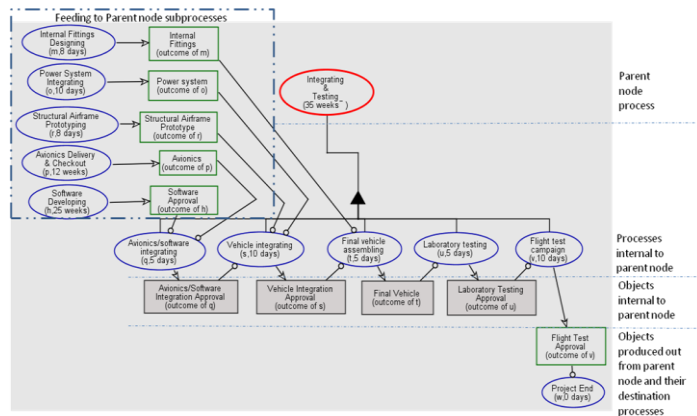 Feeding to Parent node subprocesses
Internal Fittings
Designing
(m,8 days)
Internal
Fittings
(outcome of m)
Power System
Integrating
(o,10 days)
Power system
(outcome of o)
Structural Airframe
Prototyping
(r,8 days)
Structural Airframe
Prototype
(outcome of r)
Avionics Delivery
& Checkout
(p,12 weeks)
Avionics
(outcome of p)
Software
Developing
(h,25 weeks)
Software
Approval
(outcome of h)
Integrating
&
Testing
(35 weeks~ )
Parent
node
process
Avionics/software
integrating
(q,5 days)
Vehicle integrating
(s,10 days)
Final vehicle
assembling
(t,5 days)
Laboratory testing
(u,5 days)
Flight test
campaign
(v,10 days)
Processes
internal to
parent node
Avionics/Software
Integration Approval
(outcome of q)
Vehicle Integration
Approval
(outcome of s)
Final Vehicle
(outcome of t)
Laboratory Testing
Approval
(outcome of u)
Objects
internal to
parent node
Flight Test
Approval
(outcome of v)
Project End
(w,0 days)
Objects
produced out
from parent
node and their
destination
processes